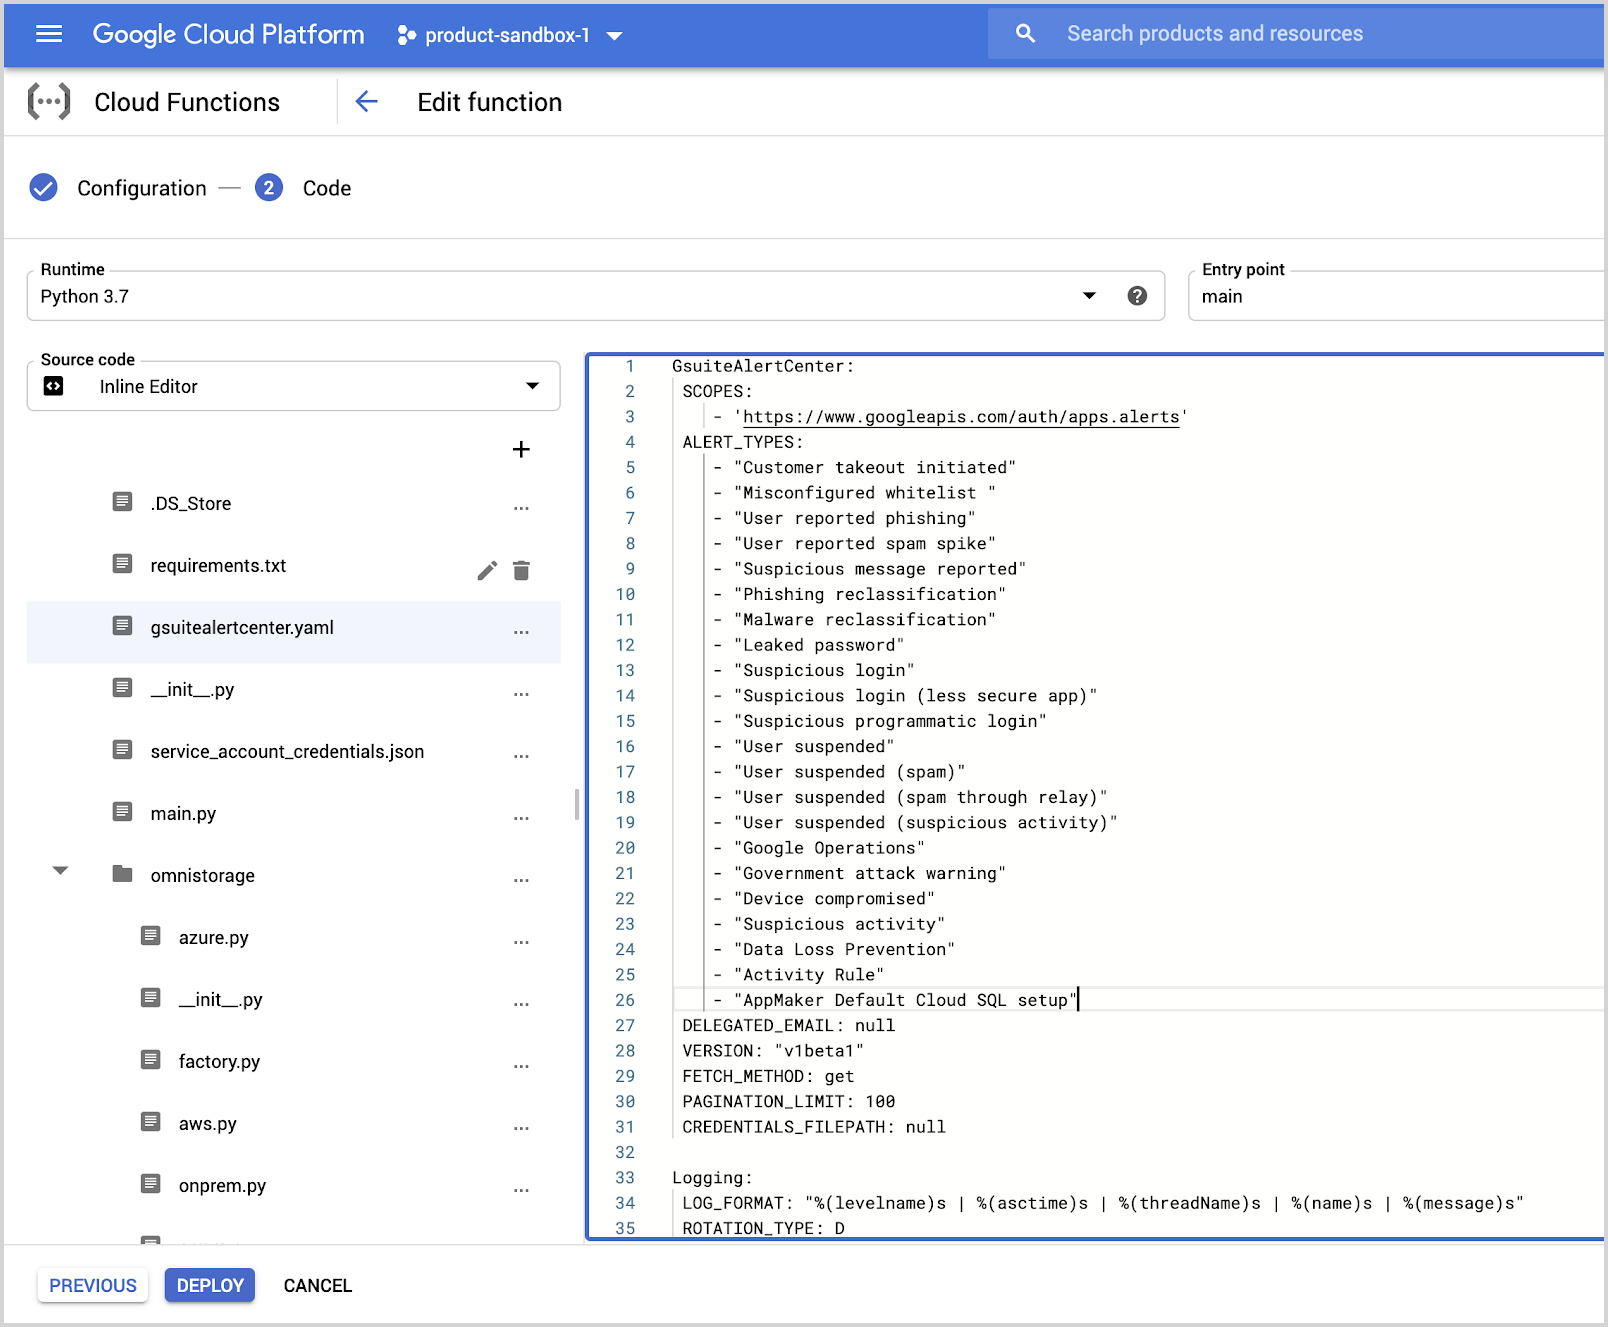 Google Cloud Platform product-sandbox-1 Search products and resources
Cloud Functions Edit function
Configuration — 2 Code
Runtime
Python 3.7
Entry point
main
Source code
Inline Editor
+
.DS_Store ...
requirements.txt
gsuitealertcenter.yaml ...
__init__.py ...
service_account_credentials.json ...
main.py ...
omnistorage ...
azure.py ...
__init__.py ...
factory.py ...
aws.py ...
onprem.py ...
1 GsuiteAlertCenter:
2 SCOPES:
3 - 'https://www.googleapis.com/auth/apps.alerts'
4 ALERT_TYPES:
5 - "Customer takeout initiated"
6 - "Misconfigured whitelist "
7 - "User reported phishing"
8 - "User reported spam spike"
9 - "Suspicious message reported"
10 - "Phishing reclassification"
11 - "Malware reclassification"
12 - "Leaked password"
13 - "Suspicious login"
14 - "Suspicious login (less secure app)"
15 - "Suspicious programmatic login"
16 - "User suspended"
17 - "User suspended (spam)"
18 - "User suspended (spam through relay)"
19 - "User suspended (suspicious activity)"
20 - "Google Operations"
21 - "Government attack warning"
22 - "Device compromised"
23 - "Suspicious activity"
24 - "Data Loss Prevention"
25 - "Activity Rule"
26 - "AppMaker Default Cloud SQL setup"
27 DELEGATED_EMAIL: null
28 VERSION: "v1beta1"
29 FETCH_METHOD: get
30 PAGINATION_LIMIT: 100
31 CREDENTIALS_FILEPATH: null
32
33 Logging:
34 LOG_FORMAT: "%(levelname)s | %(asctime)s | %(threadName)s | %(name)s | %(message)s"
35 ROTATION_TYPE: D
PREVIOUS DEPLOY CANCEL